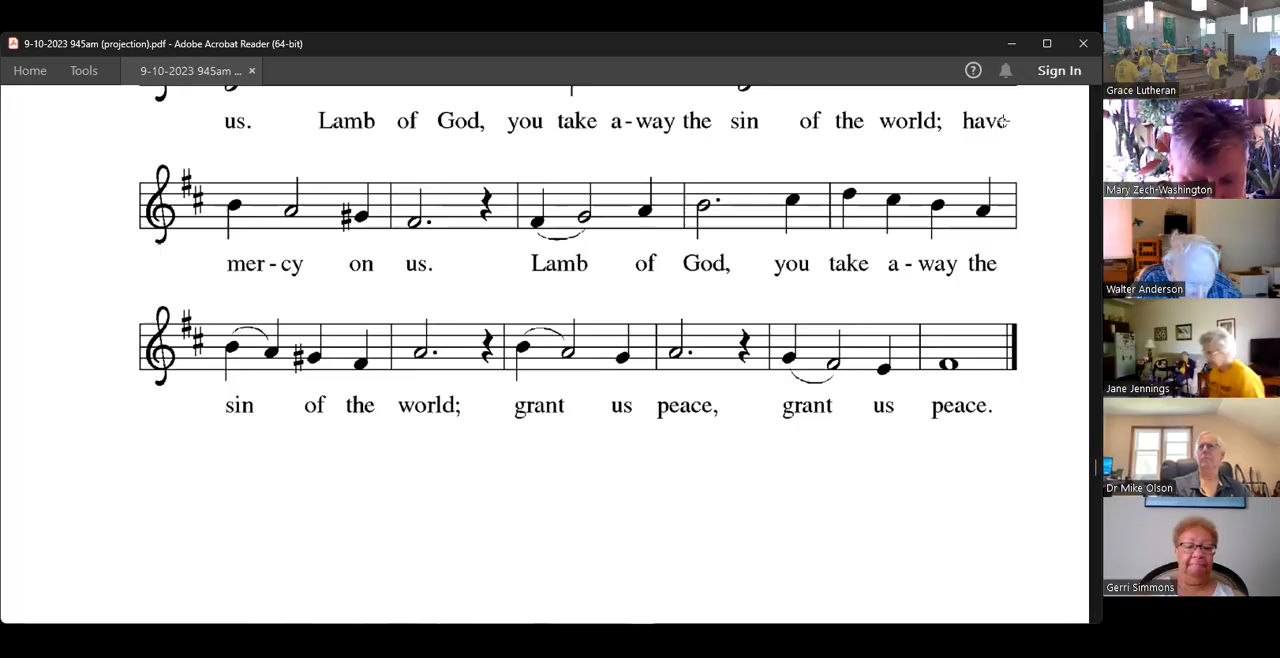 9-10-2023 945am (projection).pdf - Adobe Acrobat Reader (64-bit)
Home Tools 9-10-2023 945am ... × Sign In
us. Lamb of God, you take a-way the sin of the world; have
mer-cy on us. Lamb of God, you take a-way the
sin of the world; grant us peace, grant us peace.
Grace Lutheran
Mary Zech-Washington
Walter Anderson
Jane Jennings
Dr Mike Olson
Gerri Simmons